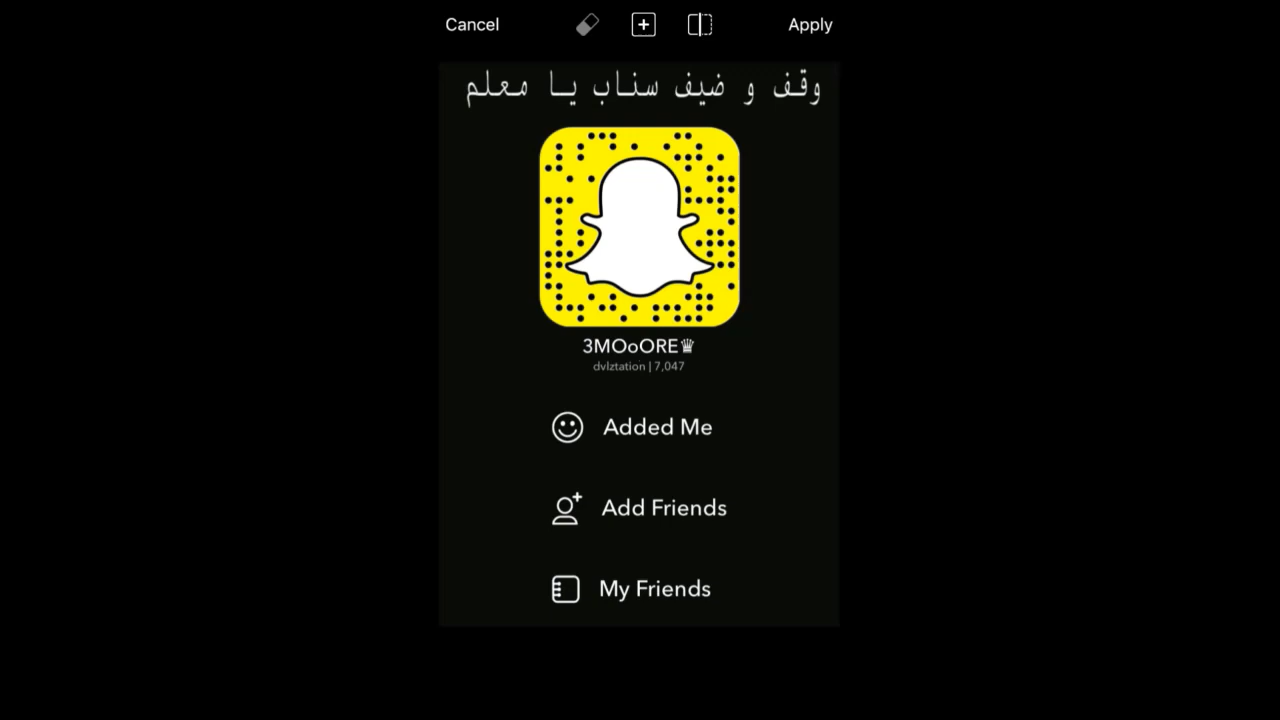 Cancel Apply
وقف و ضيف سناب يا معلم
3MOoORE♛
dvlztation | 7,047
Added Me
Add Friends
My Friends